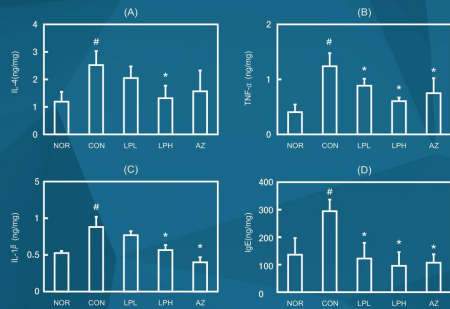 (A)
IL-4(ng/mg)
4
3
2
1
0
#
*
NOR CON LPL LPH AZ
(B)
TNF-α (ng/mg)
2
1
0
#
* * *
NOR CON LPL LPH AZ
(C)
IL-1β (ng/mg)
5
1
0.5
0
#
* *
NOR CON LPL LPH AZ
(D)
IgE(ng/mg)
400
300
200
100
0
#
* * *
NOR CON LPL LPH AZ